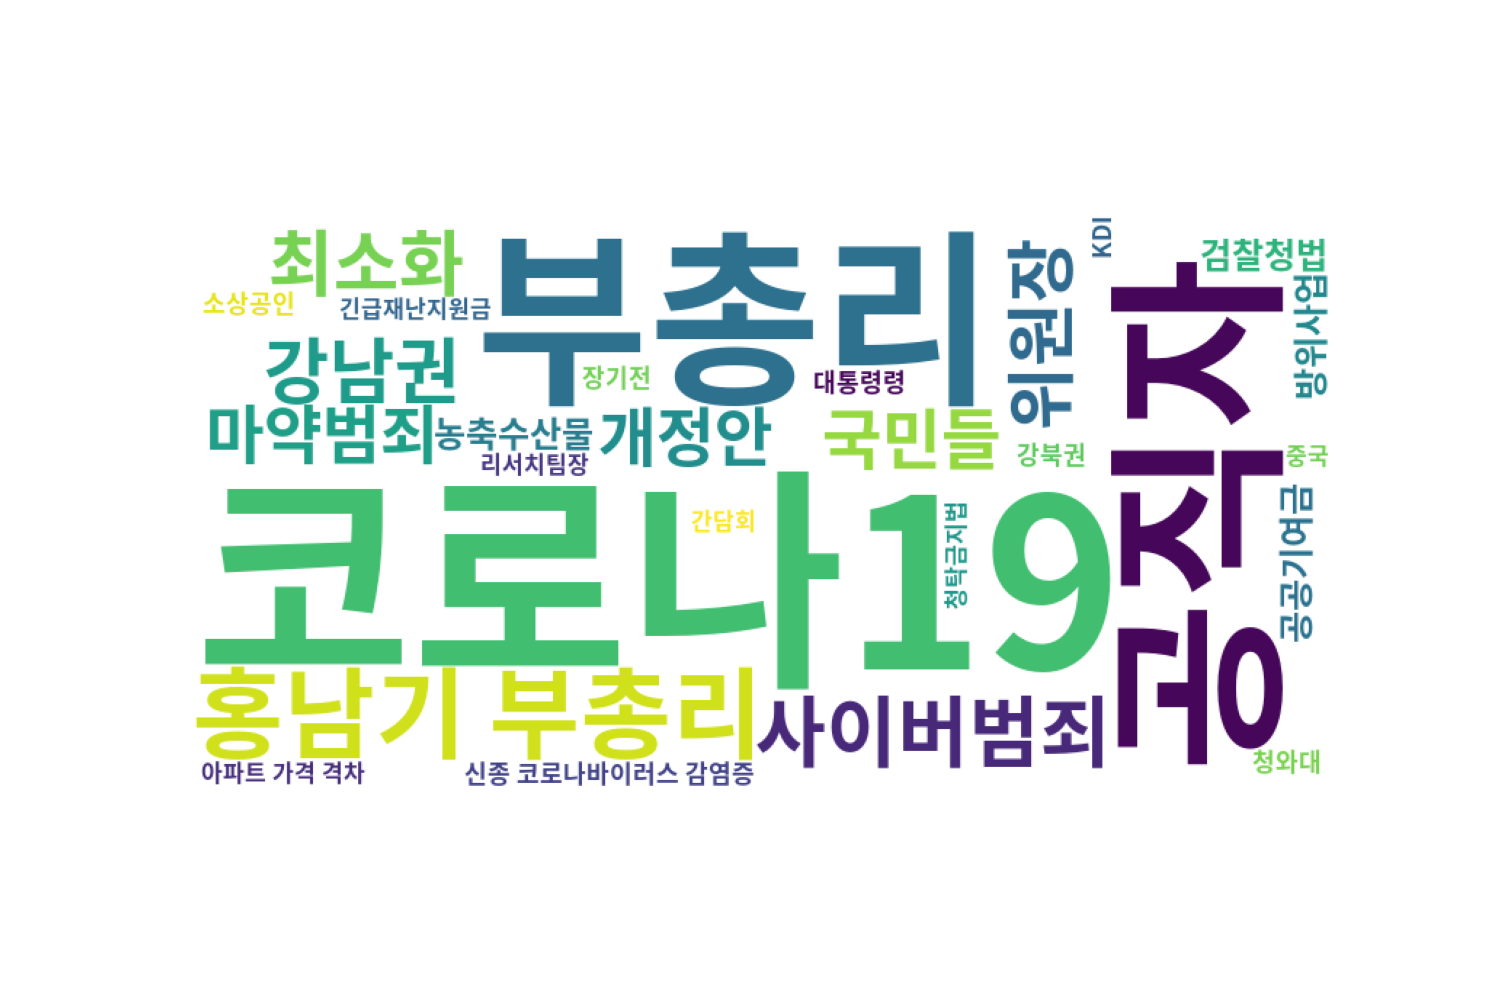 최소화
부총리
위원장
KDI
검찰청법
소상공인
긴급재난지원금
공직자
방위사업
강남권
장기전
대통령령
마약범죄
농축수산물
개정안
국민들
강북권
중국
리서치팀장
코로나19
간담회
청탁금지법
공공기여금
홍남기 부총리
사이버범죄
청와대
아파트 가격 격차
신종 코로나바이러스 감염증